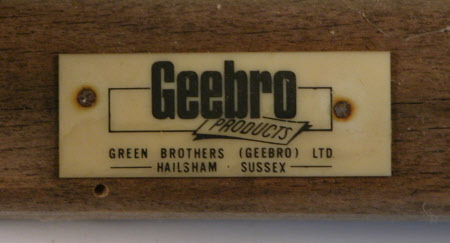 Geebro
PRODUCTS
GREEN BROTHERS (GEEBRO) LTD
HAILSHAM · SUSSEX